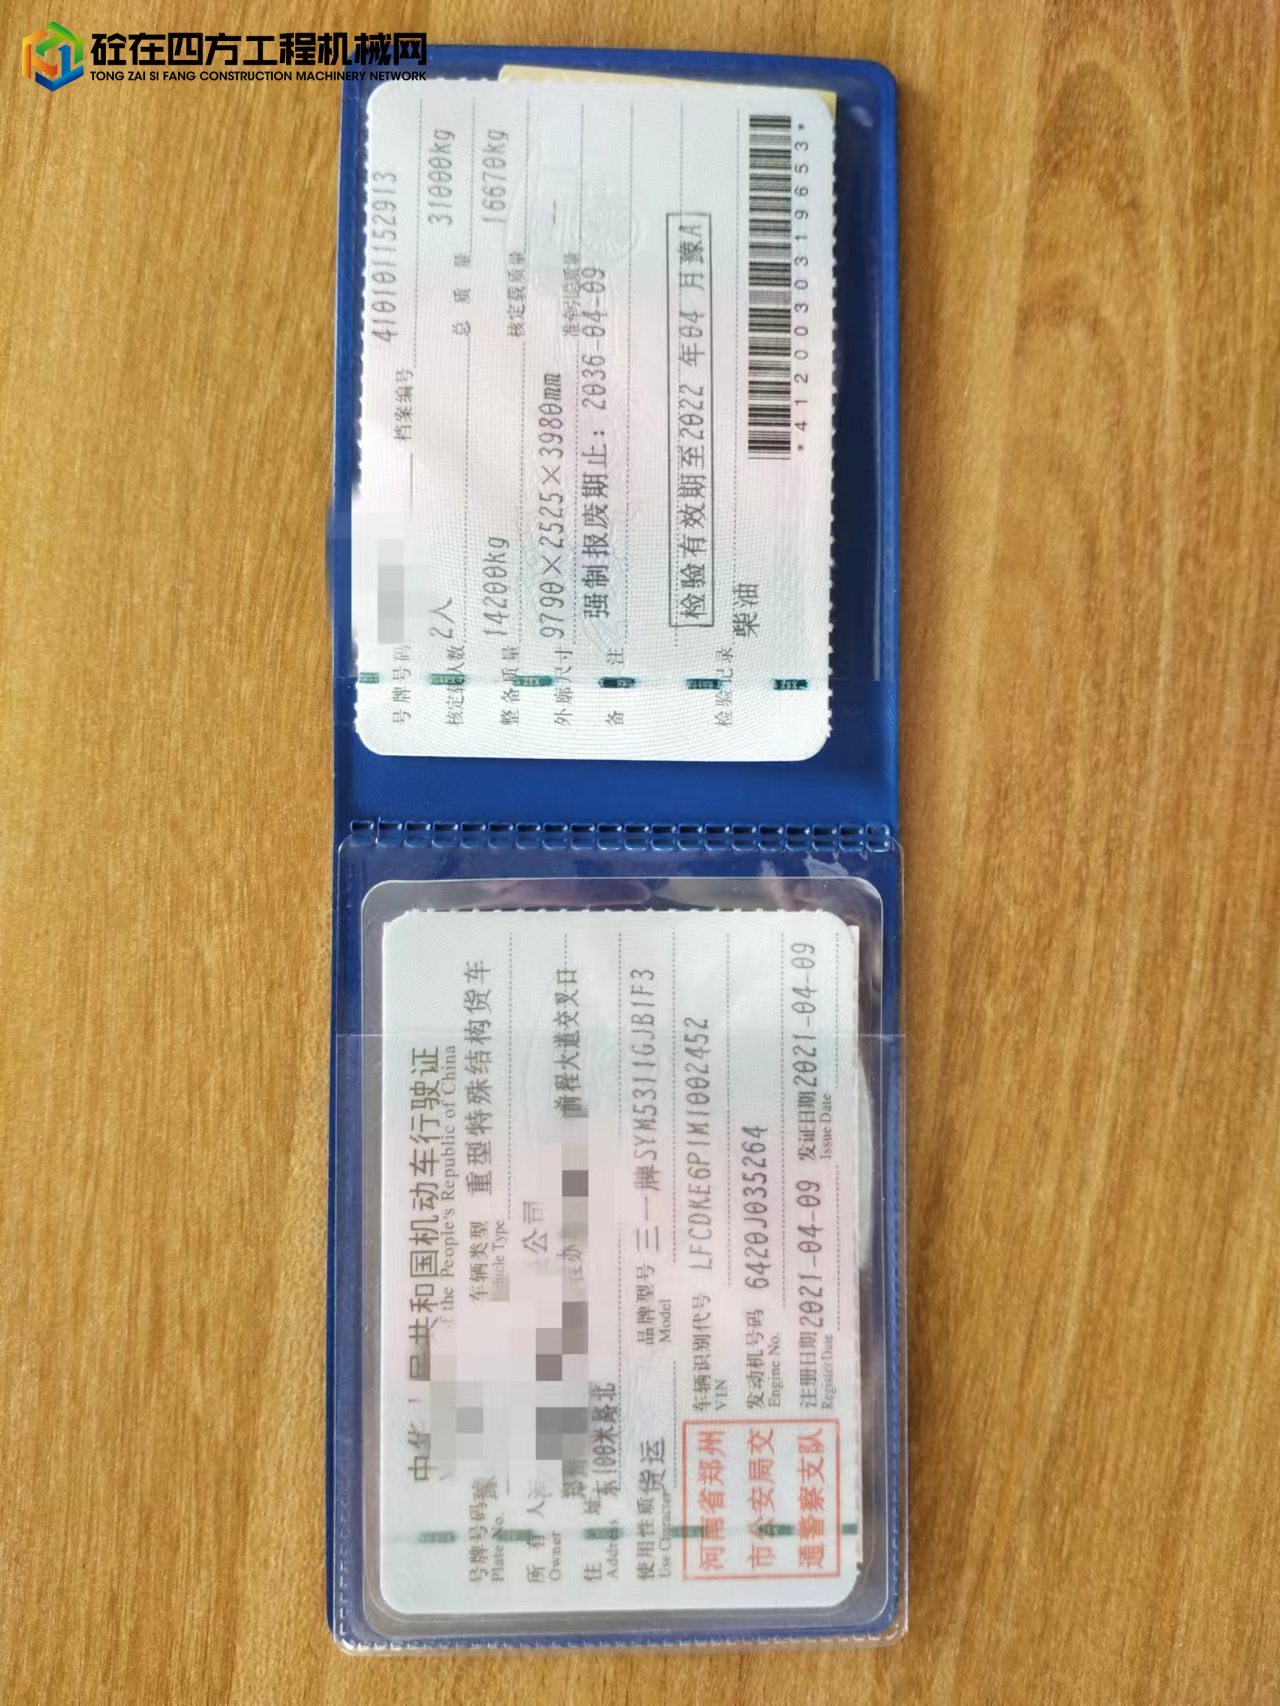 砼在四方工程机械网
TONG ZAI SI FANG CONSTRUCTION MACHINERY NETWORK
号牌号码 档案编号 410101152913
核定载人数 2人 总质量 31000kg
整备质量 14200kg 核定载质量 16670kg
外廓尺寸 9790×2525×3980mm 准牵引总质量 --
备注 强制报废期止：2036-04-09
检验有效期至2022年04月豫A
检验记录
柴油
*4120030319653*
中华 共和国机动车行驶证
the People's Republic of China
号牌号码 豫 车辆类型 重型特殊结构货车
Plate No. Vehicle Type
所有人 公司
Owner
住址 郑州 住办 前程大道交叉口
Address 东100米路北
使用性质 货运 品牌型号 三一牌SYM5311GJB1F3
Use Character Model
车辆识别代号 LFCDKE6P1M1002452
VIN
发动机号码 6420J035264
Engine No.
注册日期 2021-04-09 发证日期 2021-04-09
Register Date Issue Date
河南省郑州
市公安局交
通警察支队